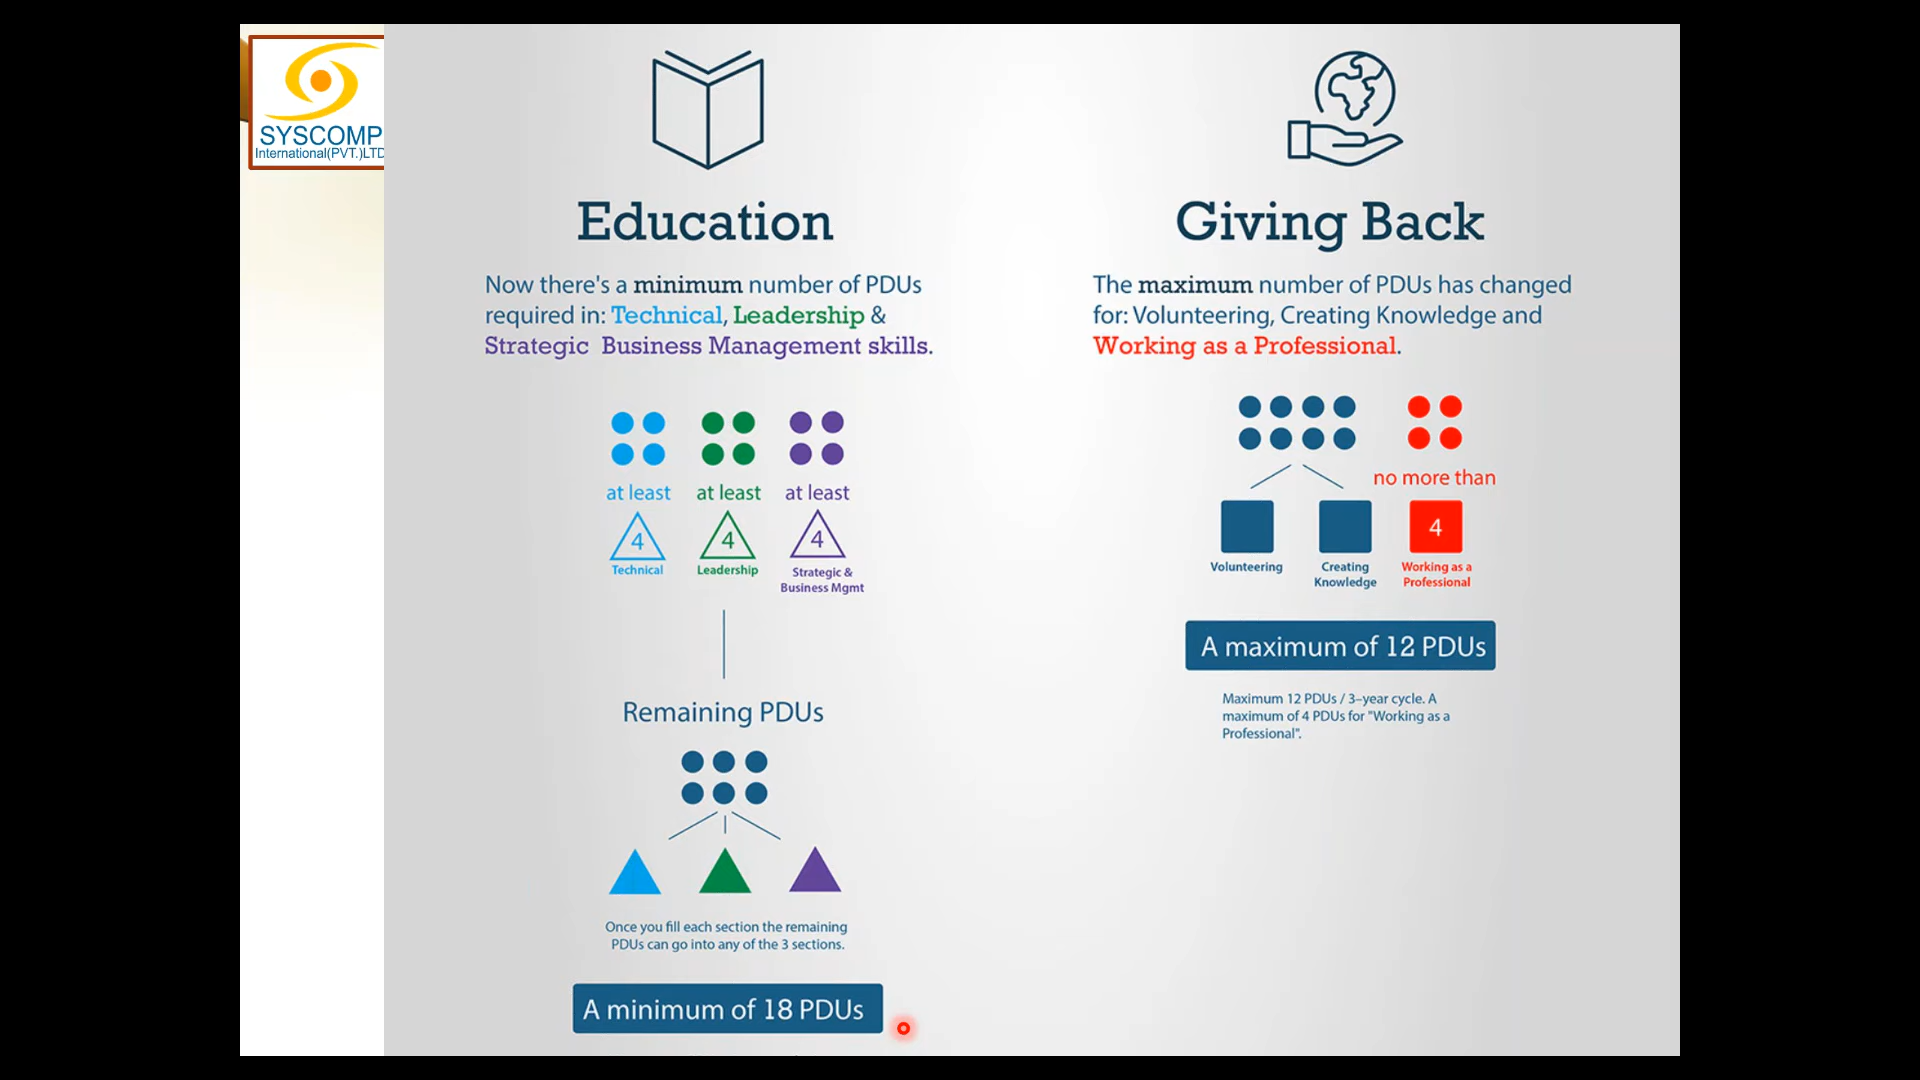 SYSCOMP
International(PVT.)LTD
Education
Now there's a minimum number of PDUs
required in: Technical, Leadership &
Strategic Business Management skills.
at least at least at least
4 4 4
Technical Leadership Strategic &
Business Mgmt
Remaining PDUs
Once you fill each section the remaining
PDUs can go into any of the 3 sections.
A minimum of 18 PDUs
Giving Back
The maximum number of PDUs has changed
for: Volunteering, Creating Knowledge and
Working as a Professional.
no more than
4
Volunteering Creating Working as a
Knowledge Professional
A maximum of 12 PDUs
Maximum 12 PDUs / 3–year cycle. A
maximum of 4 PDUs for "Working as a
Professional".